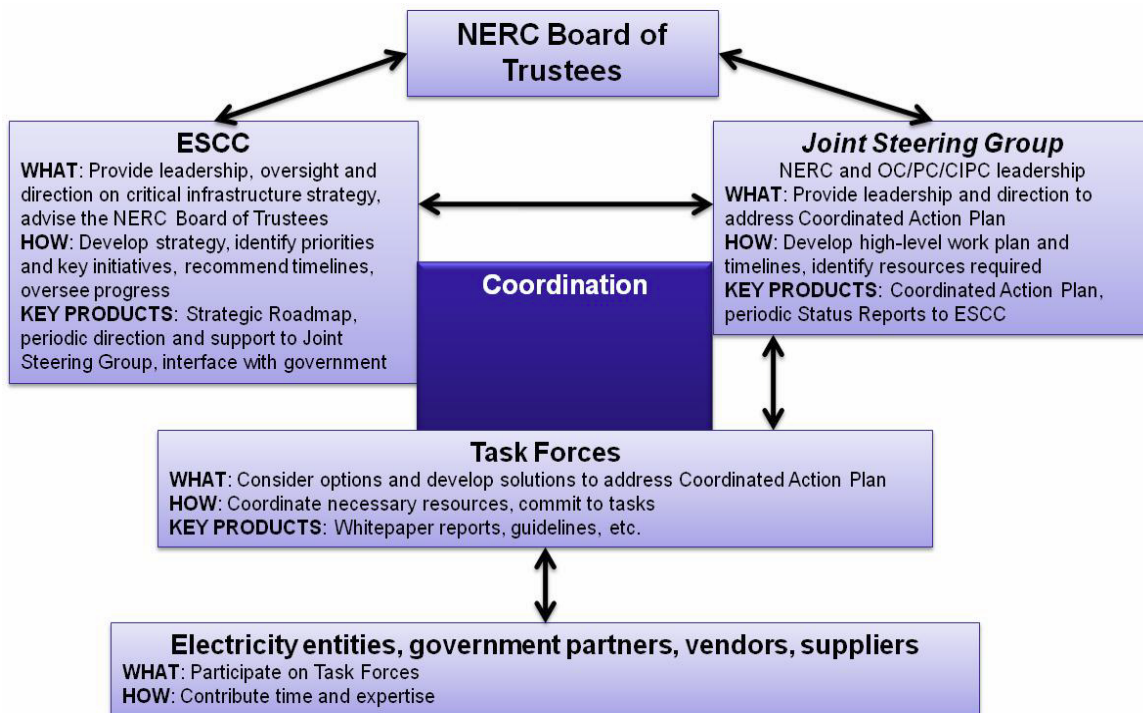 NERC Board of
Trustees
ESCC
WHAT: Provide leadership, oversight and
direction on critical infrastructure strategy,
advise the NERC Board of Trustees
HOW: Develop strategy, identify priorities
and key initiatives, recommend timelines,
oversee progress
KEY PRODUCTS: Strategic Roadmap,
periodic direction and support to Joint
Steering Group, interface with government
Joint Steering Group
NERC and OC/PC/CIPC leadership
WHAT: Provide leadership and direction to
address Coordinated Action Plan
HOW: Develop high-level work plan and
timelines, identify resources required
KEY PRODUCTS: Coordinated Action Plan,
periodic Status Reports to ESCC
Coordination
Task Forces
WHAT: Consider options and develop solutions to address Coordinated Action Plan
HOW: Coordinate necessary resources, commit to tasks
KEY PRODUCTS: Whitepaper reports, guidelines, etc.
Electricity entities, government partners, vendors, suppliers
WHAT: Participate on Task Forces
HOW: Contribute time and expertise